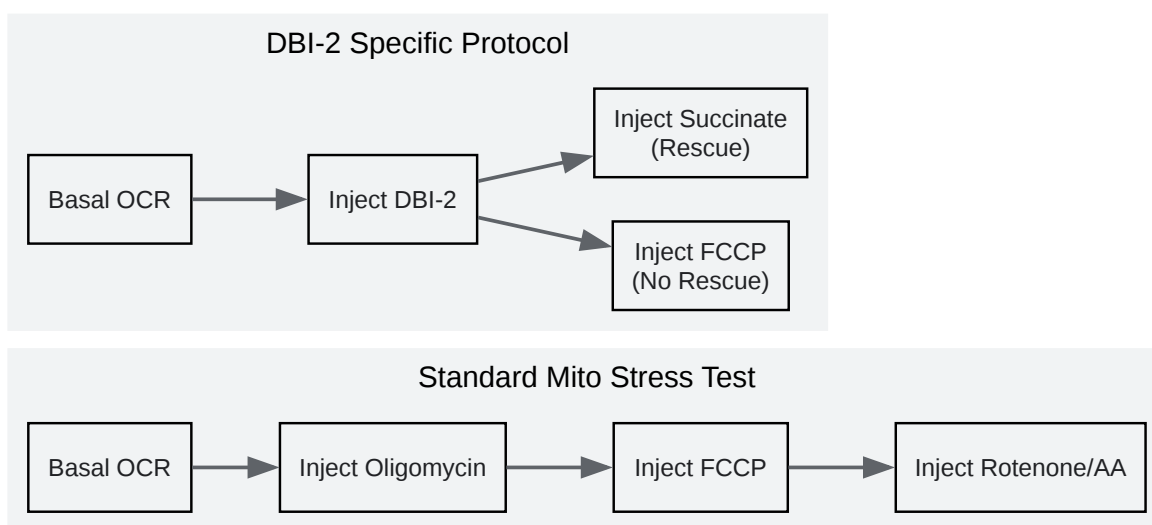 DBI-2 Specific Protocol
Basal OCR
Inject DBI-2
Inject Succinate
(Rescue)
Inject FCCP
(No Rescue)
Standard Mito Stress Test
Basal OCR
Inject Oligomycin
Inject FCCP
Inject Rotenone/AA